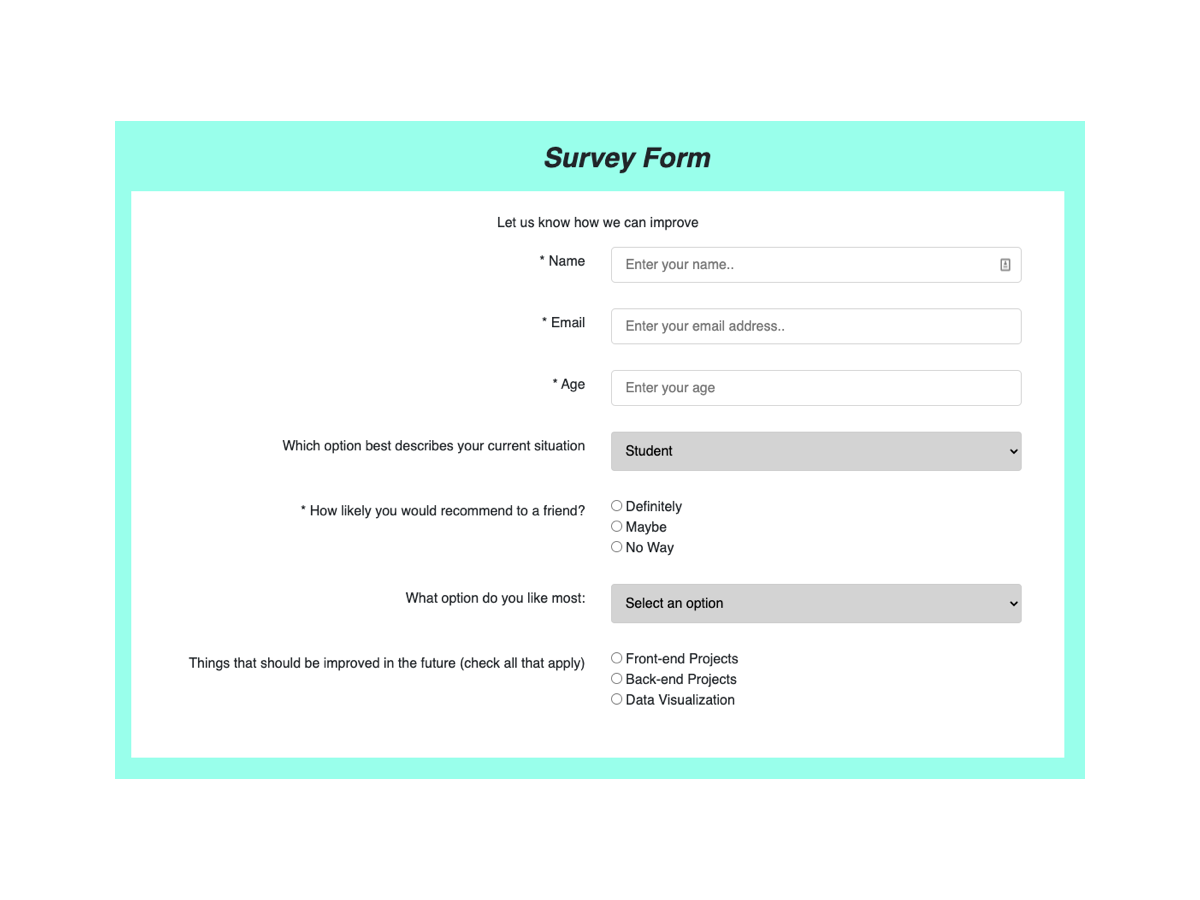 Survey Form
Let us know how we can improve
* Name
Enter your name..
* Email
Enter your email address..
* Age
Enter your age
Which option best describes your current situation
Student
* How likely you would recommend to a friend?
Definitely
Maybe
No Way
What option do you like most:
Select an option
Things that should be improved in the future (check all that apply)
Front-end Projects
Back-end Projects
Data Visualization